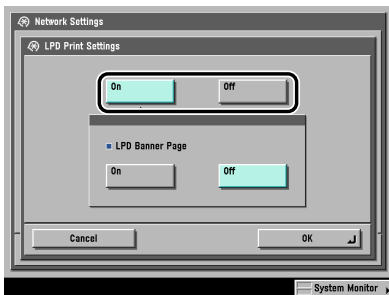 Network Settings
LPD Print Settings
On Off
LPD Banner Page
On Off
Cancel OK
System Monitor